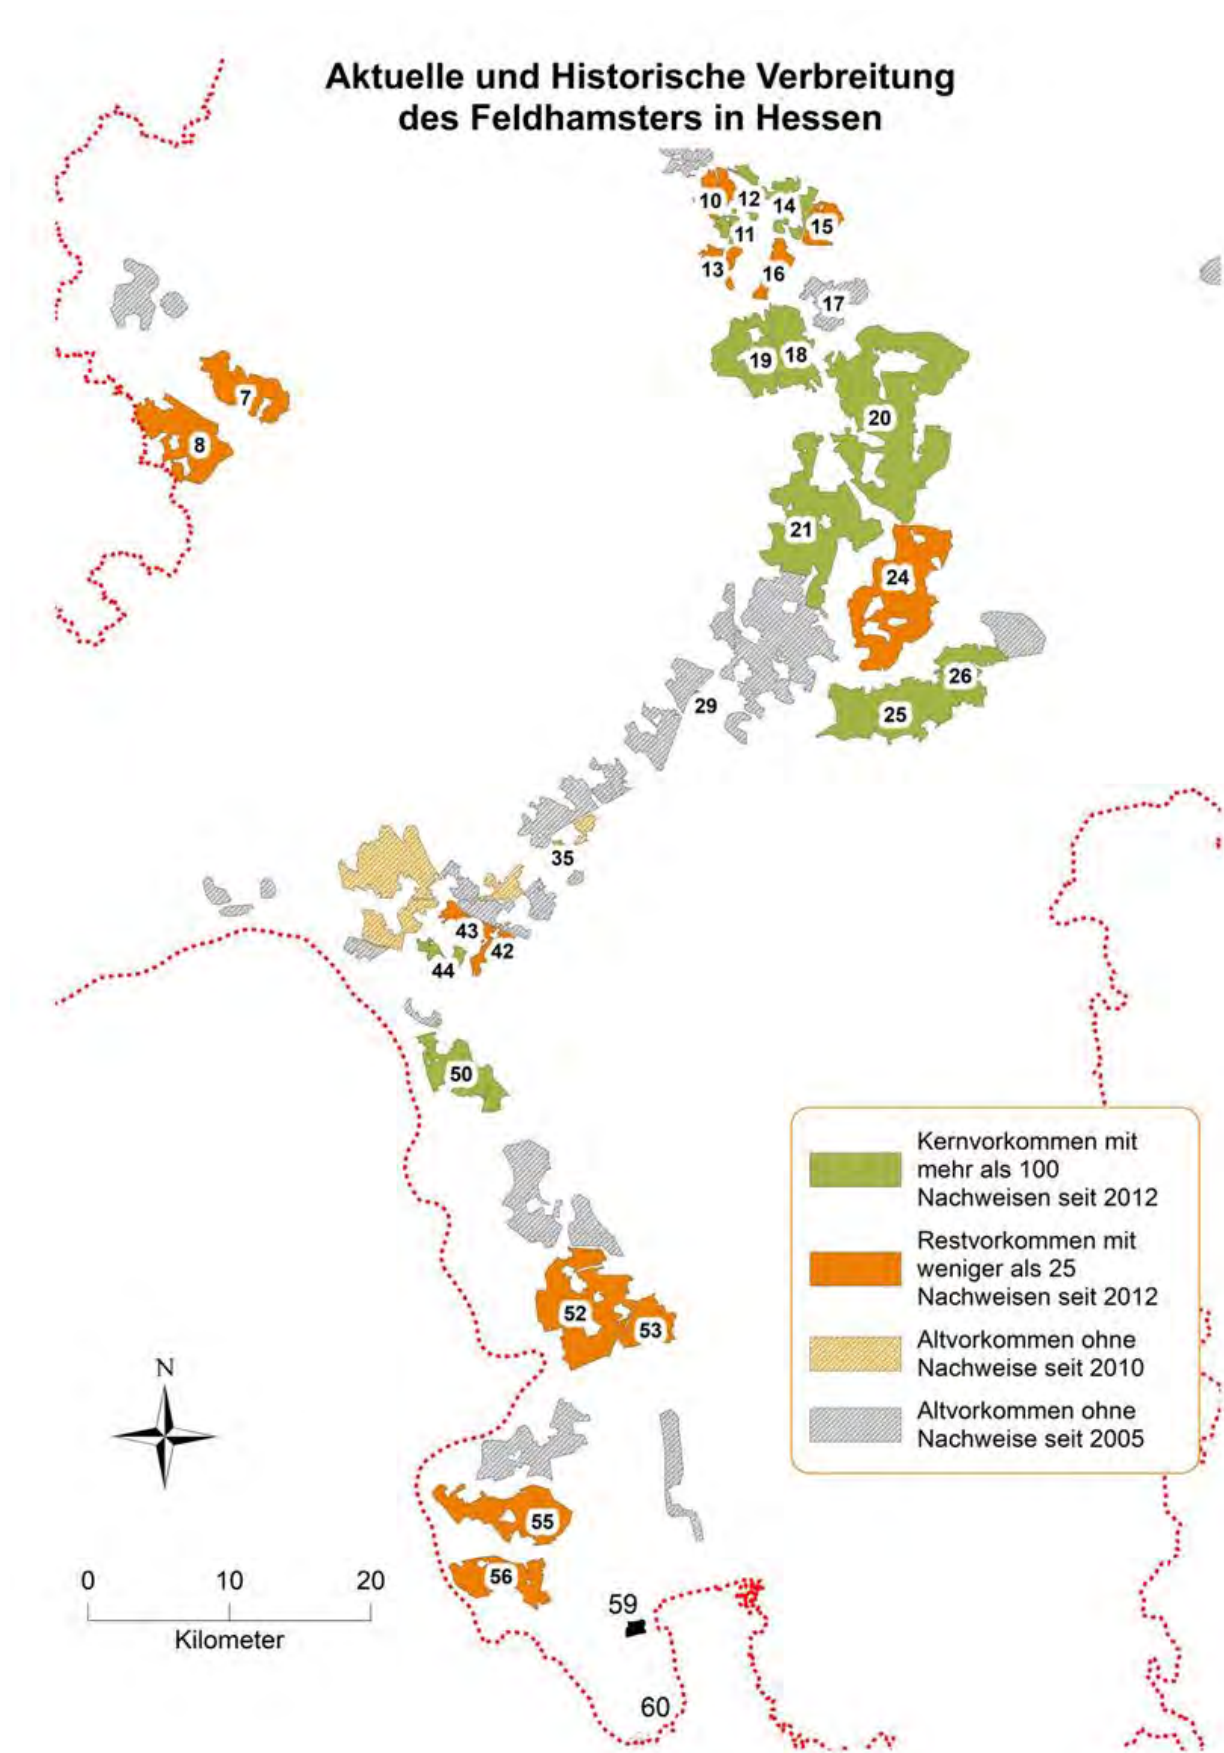 Aktuelle und Historische Verbreitung
des Feldhamsters in Hessen
10
12
14
15
11
13
16
17
19
18
7
8
20
21
24
26
25
29
35
43
42
44
50
Kernvorkommen mit
mehr als 100
Nachweisen seit 2012
Restvorkommen mit
weniger als 25
Nachweisen seit 2012
Altvorkommen ohne
Nachweise seit 2010
Altvorkommen ohne
Nachweise seit 2005
52
53
N
55
56
0 10 20
Kilometer
59
60